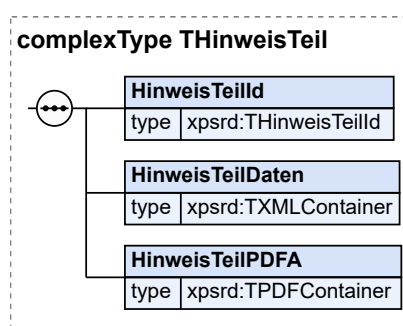 complexType THinweisTeil
HinweisTeilId
type xpsrd:THinweisTeilId
HinweisTeilDaten
type xpsrd:TXMLContainer
HinweisTeilPDFA
type xpsrd:TPDFContainer